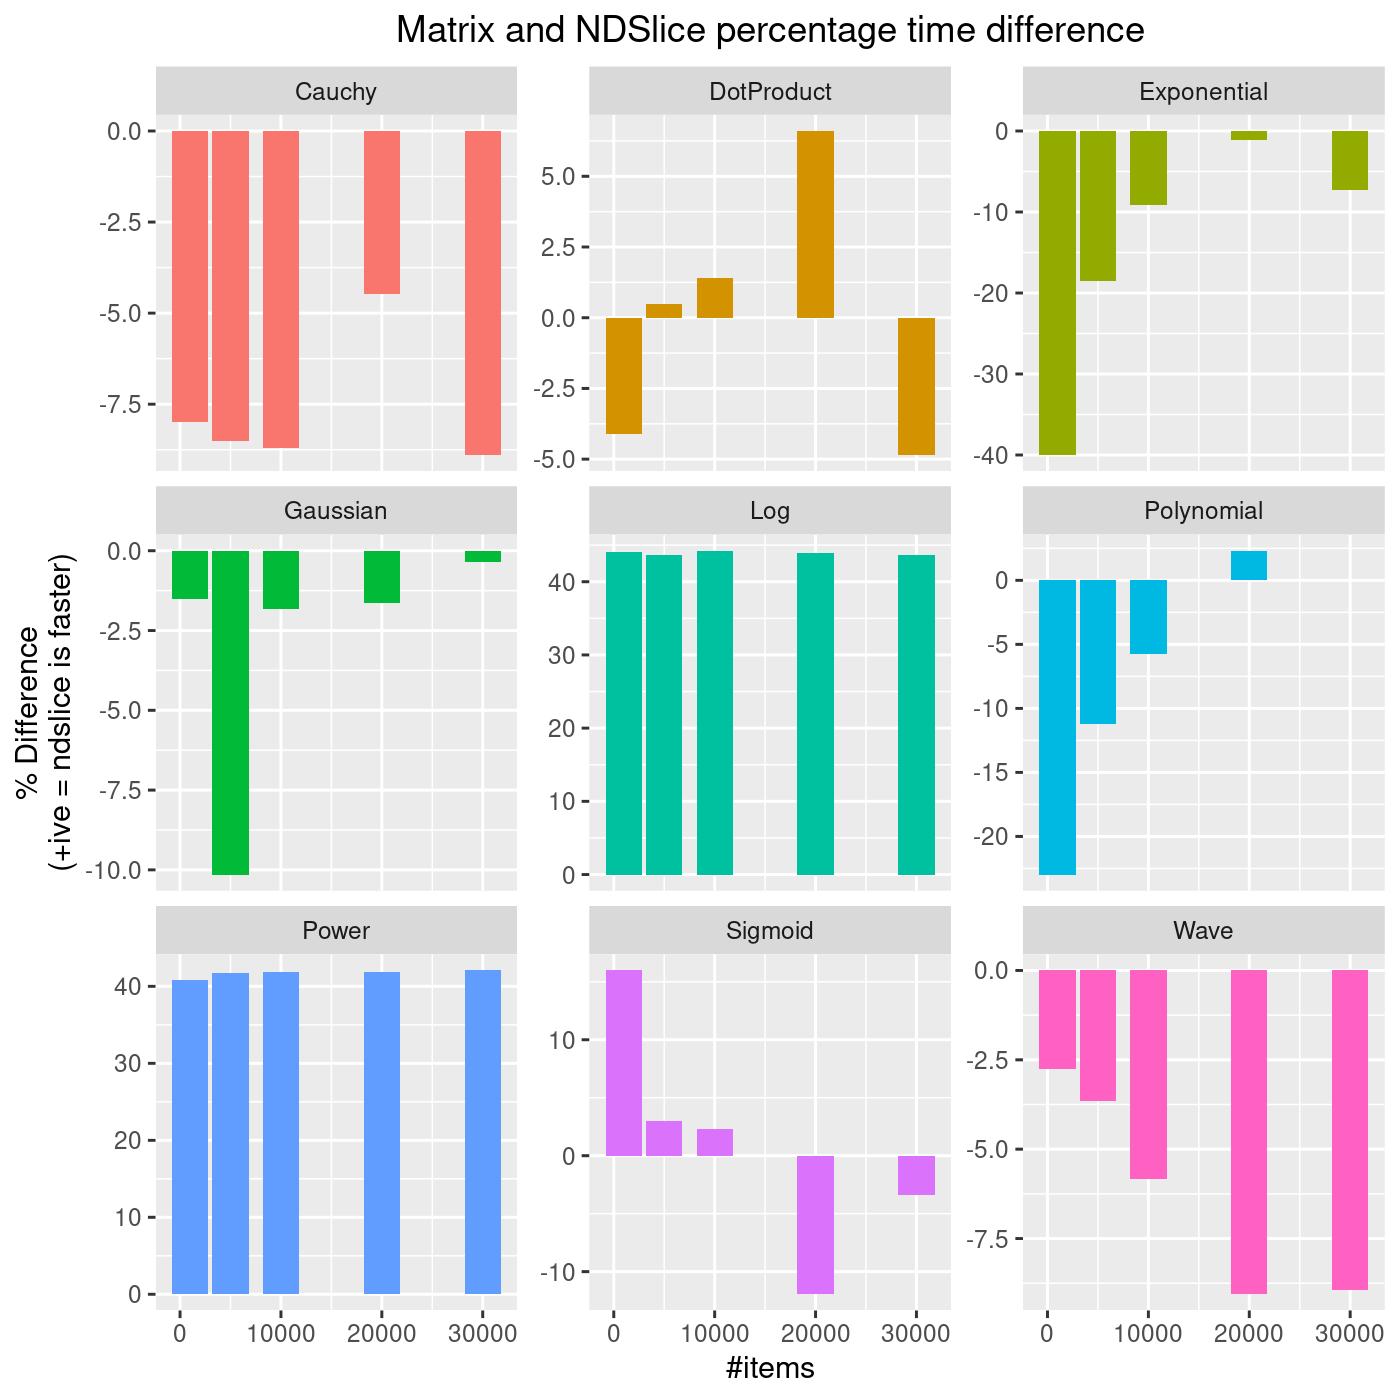 Matrix and NDSlice percentage time difference
% Difference
(+ive = ndslice is faster)
Cauchy
0.0
-2.5
-5.0
-7.5
DotProduct
5.0
2.5
0.0
-2.5
-5.0
Exponential
0
-10
-20
-30
-40
Gaussian
0.0
-2.5
-5.0
-7.5
-10.0
Log
40
30
20
10
0
Polynomial
0
-5
-10
-15
-20
Power
40
30
20
10
0
0 10000 20000 30000
Sigmoid
10
0
-10
0 10000 20000 30000
Wave
0.0
-2.5
-5.0
-7.5
0 10000 20000 30000
#items